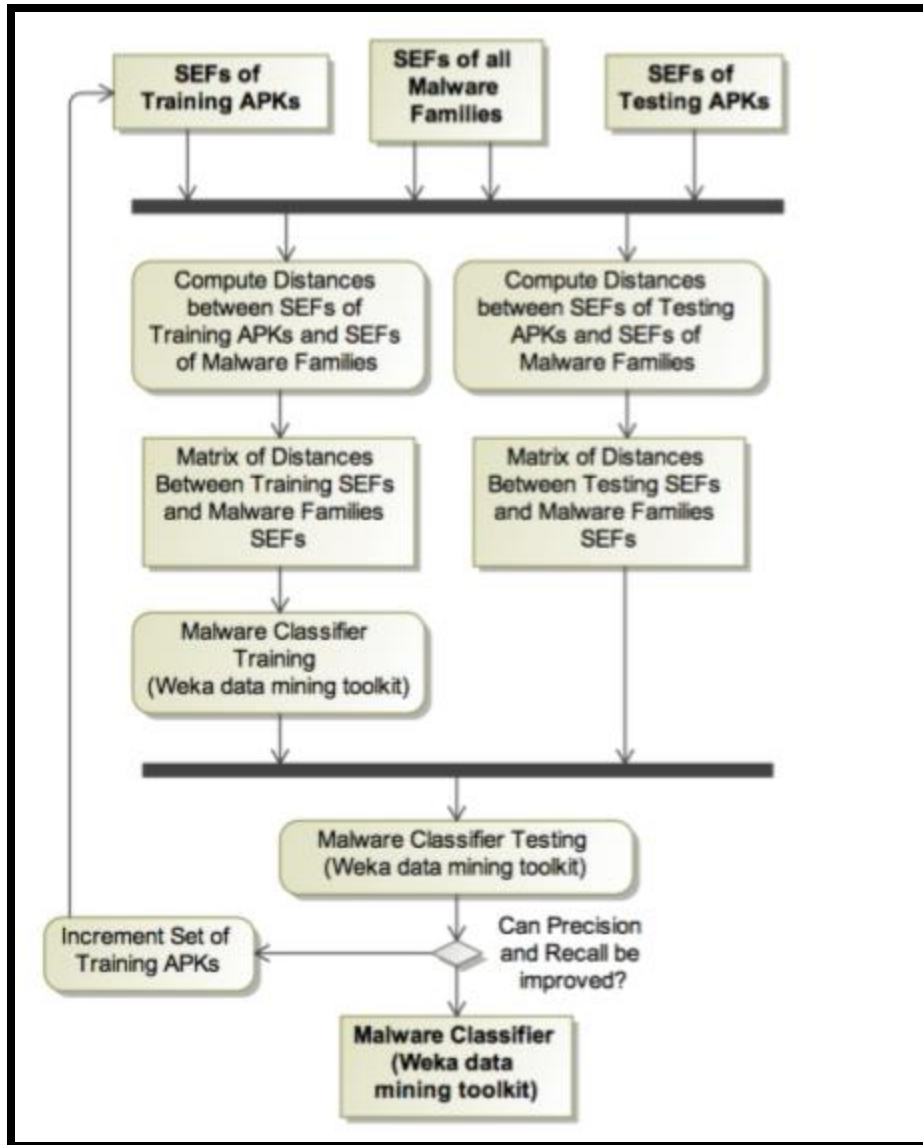 SEFs of
Training APKs
SEFs of all
Malware
Families
SEFs of
Testing APKs
Compute Distances
between SEFs of
Training APKs and SEFs
of Malware Families
Compute Distances
between SEFs of Testing
APKs and SEFs of
Malware Families
Matrix of Distances
Between Training SEFs
and Malware Families
SEFs
Matrix of Distances
Between Testing SEFs
and Malware Families
SEFs
Malware Classifier
Training
(Weka data mining toolkit)
Malware Classifier Testing
(Weka data mining toolkit)
Can Precision
and Recall be
improved?
Increment Set of
Training APKs
Malware Classifier
(Weka data
mining toolkit)